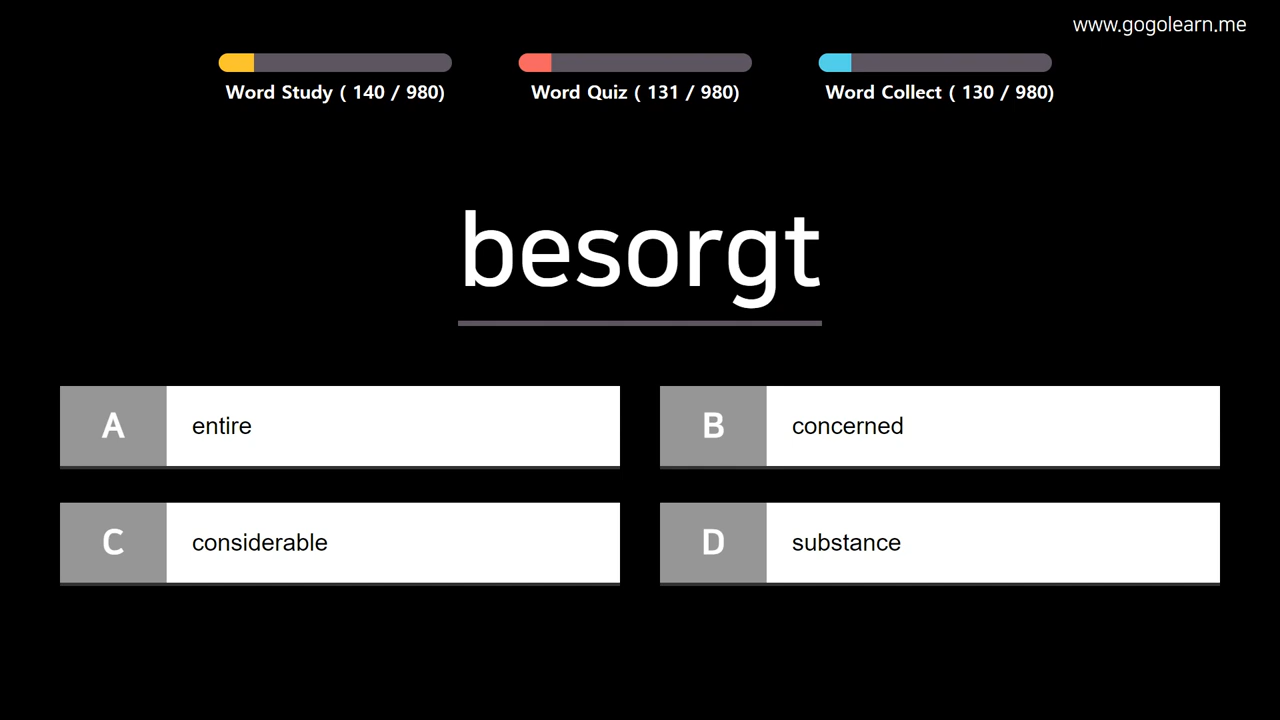 www.gogolearn.me
Word Study ( 140 / 980)
Word Quiz ( 131 / 980)
Word Collect ( 130 / 980)
besorgt
A entire
B concerned
C considerable
D substance